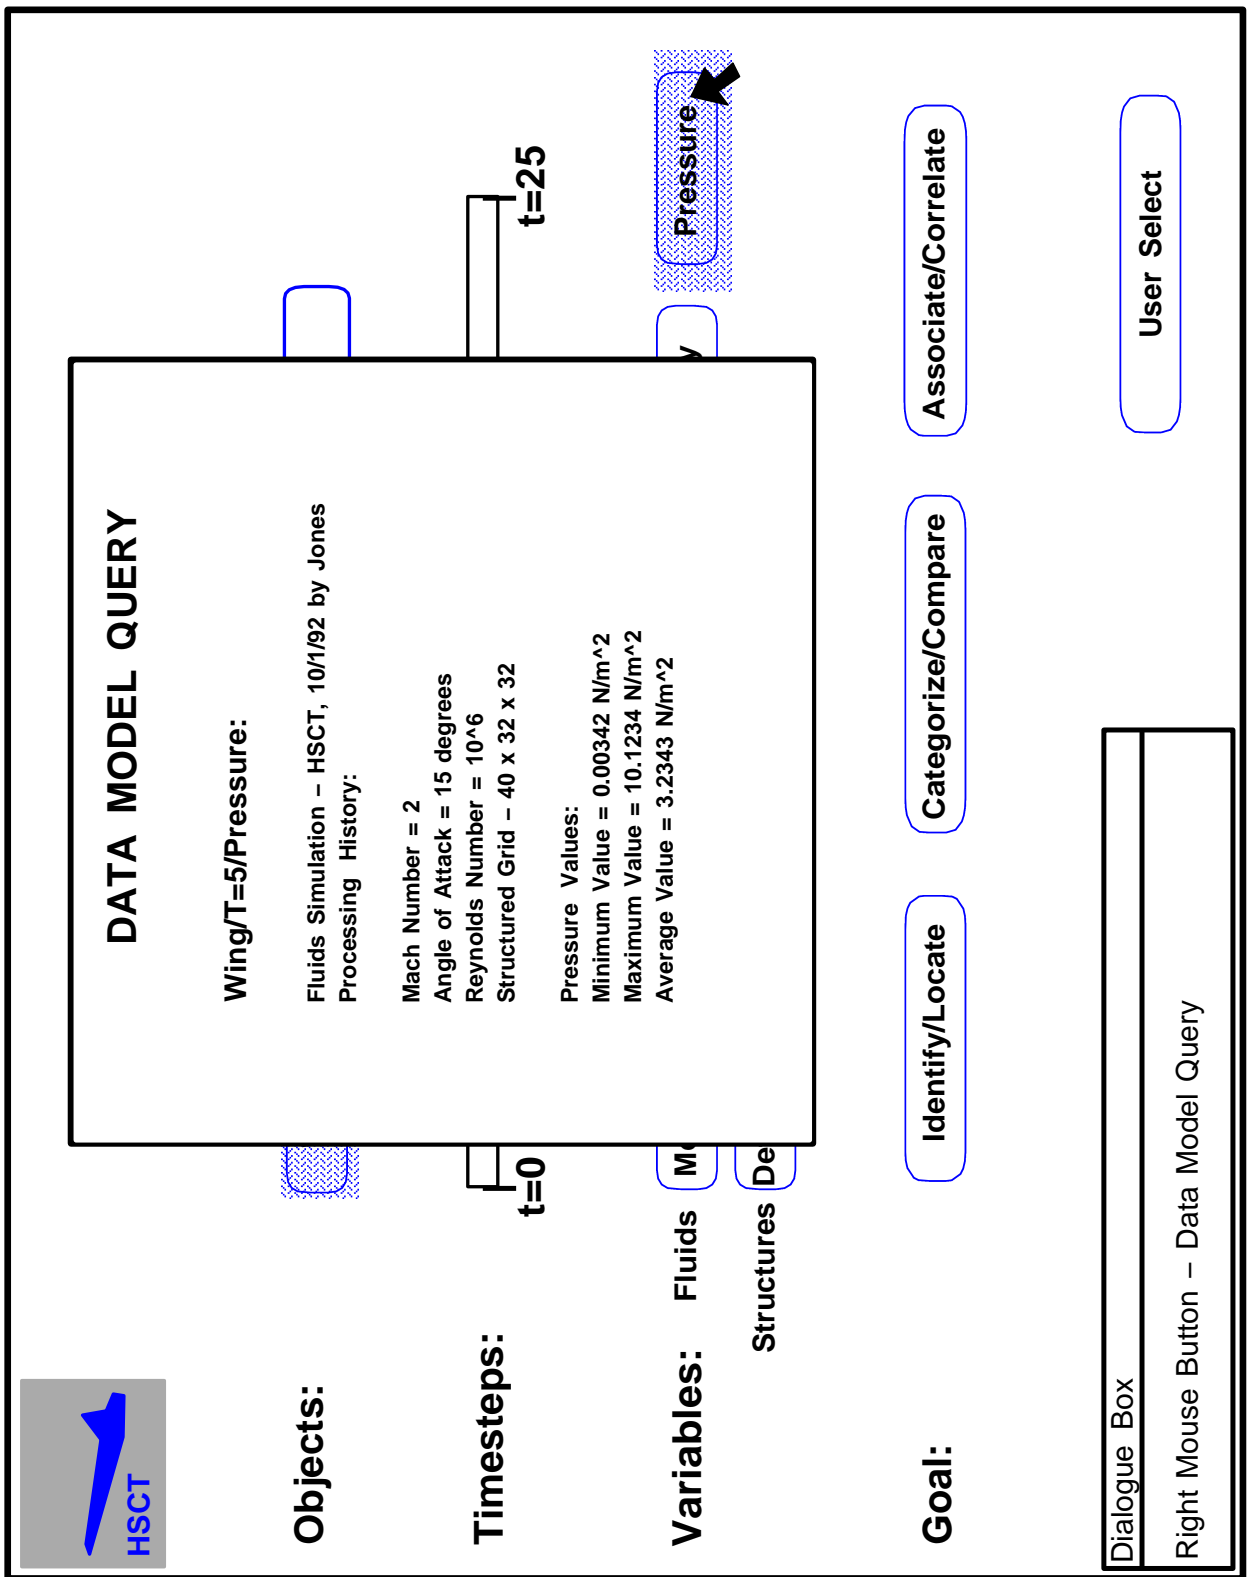 HSCT
DATA MODEL QUERY
Wing/T=5/Pressure:
Fluids Simulation – HSCT, 10/1/92 by Jones
Processing History:
Mach Number = 2
Angle of Attack = 15 degrees
Reynolds Number = 10^6
Structured Grid – 40 x 32 x 32
Pressure Values:
Minimum Value = 0.00342 N/m^2
Maximum Value = 10.1234 N/m^2
Average Value = 3.2343 N/m^2
Objects:
Timesteps:
t=0 t=25
Variables: Fluids Pressure
Structures
Goal: Identify/Locate Categorize/Compare Associate/Correlate
User Select
Dialogue Box
Right Mouse Button – Data Model Query